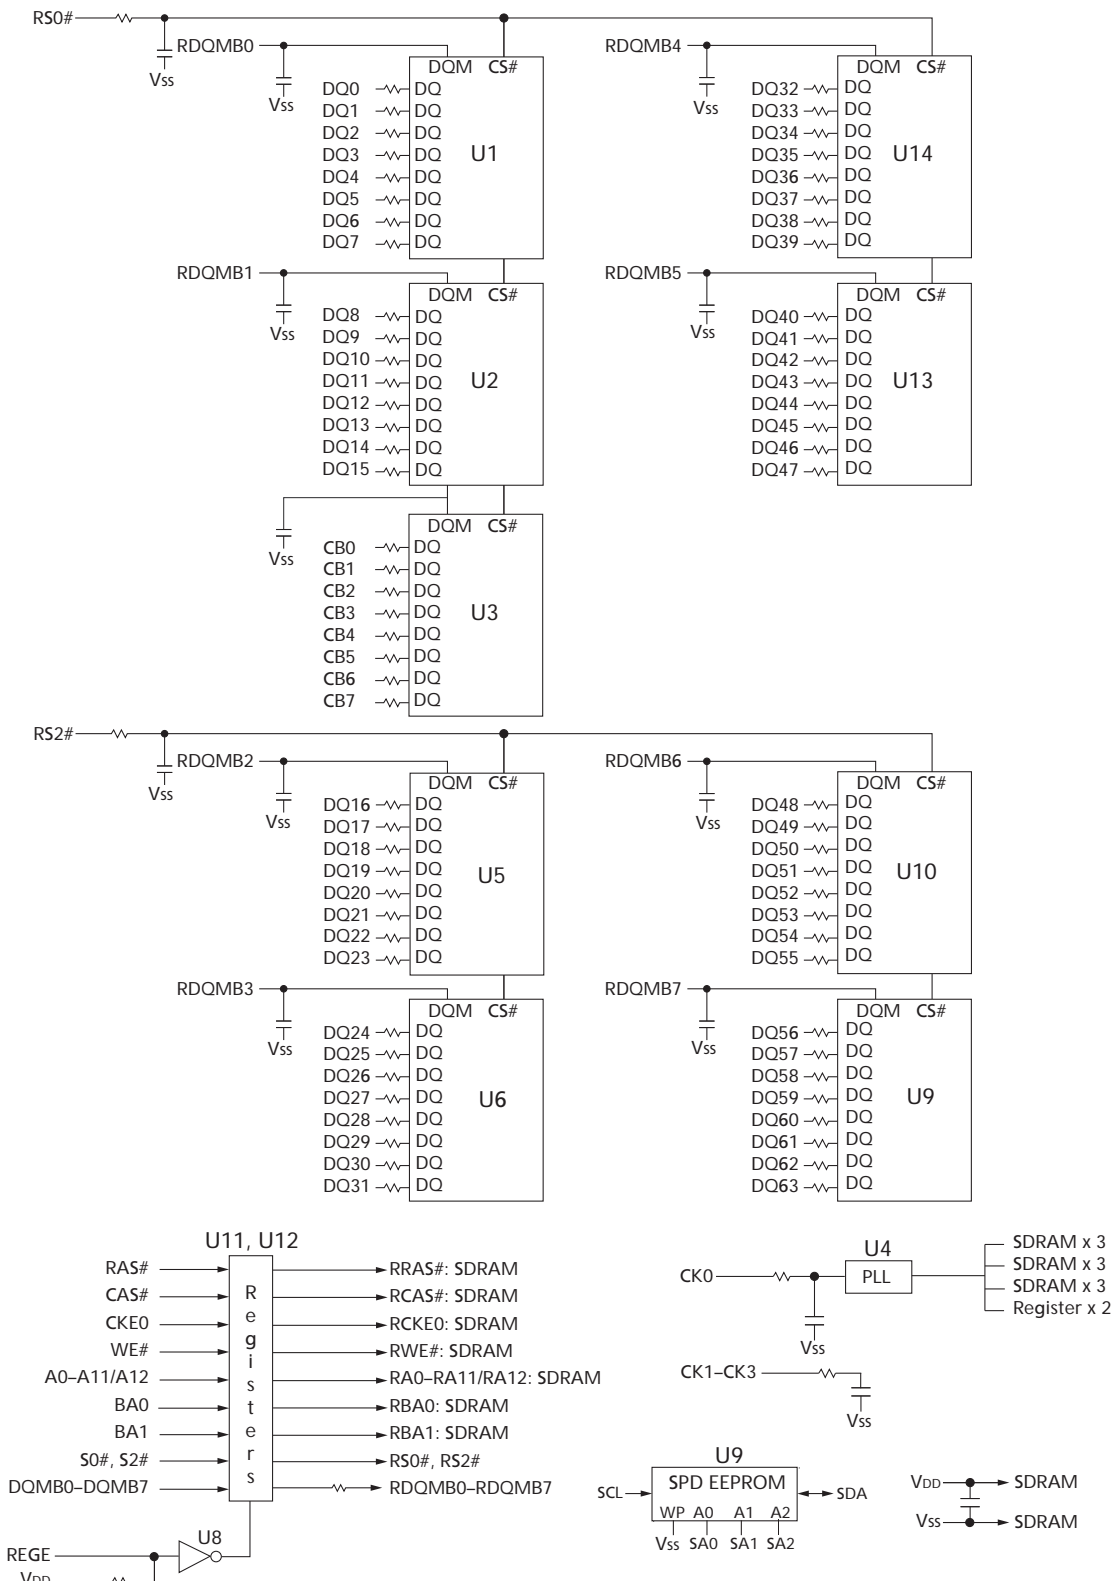 RS0#
Vss
RDQMB0
Vss
DQM CS#
DQ0 DQ
DQ1 DQ
DQ2 DQ
DQ3 DQ
DQ4 DQ
DQ5 DQ
DQ6 DQ
DQ7 DQ
U1
RDQMB4
Vss
DQM CS#
DQ32 DQ
DQ33 DQ
DQ34 DQ
DQ35 DQ
DQ36 DQ
DQ37 DQ
DQ38 DQ
DQ39 DQ
U14
RDQMB1
Vss
DQM CS#
DQ8 DQ
DQ9 DQ
DQ10 DQ
DQ11 DQ
DQ12 DQ
DQ13 DQ
DQ14 DQ
DQ15 DQ
U2
RDQMB5
Vss
DQM CS#
DQ40 DQ
DQ41 DQ
DQ42 DQ
DQ43 DQ
DQ44 DQ
DQ45 DQ
DQ46 DQ
DQ47 DQ
U13
Vss
DQM CS#
CB0 DQ
CB1 DQ
CB2 DQ
CB3 DQ
CB4 DQ
CB5 DQ
CB6 DQ
CB7 DQ
U3
RS2#
Vss
RDQMB2
Vss
DQM CS#
DQ16 DQ
DQ17 DQ
DQ18 DQ
DQ19 DQ
DQ20 DQ
DQ21 DQ
DQ22 DQ
DQ23 DQ
U5
RDQMB6
Vss
DQM CS#
DQ48 DQ
DQ49 DQ
DQ50 DQ
DQ51 DQ
DQ52 DQ
DQ53 DQ
DQ54 DQ
DQ55 DQ
U10
RDQMB3
Vss
DQM CS#
DQ24 DQ
DQ25 DQ
DQ26 DQ
DQ27 DQ
DQ28 DQ
DQ29 DQ
DQ30 DQ
DQ31 DQ
U6
RDQMB7
Vss
DQM CS#
DQ56 DQ
DQ57 DQ
DQ58 DQ
DQ59 DQ
DQ60 DQ
DQ61 DQ
DQ62 DQ
DQ63 DQ
U9
U11, U12
Registers
RAS# RRAS#: SDRAM
CAS# RCAS#: SDRAM
CKE0 RCKE0: SDRAM
WE# RWE#: SDRAM
A0–A11/A12 RA0–RA11/RA12: SDRAM
BA0 RBA0: SDRAM
BA1 RBA1: SDRAM
S0#, S2# RS0#, RS2#
DQMB0–DQMB7 RDQMB0–RDQMB7
U8
REGE
VDD
U4
CK0 PLL
Vss
SDRAM x 3
SDRAM x 3
SDRAM x 3
Register x 2
CK1–CK3
Vss
U9
SPD EEPROM
SCL SDA
WP A0 A1 A2
Vss SA0 SA1 SA2
VDD SDRAM
Vss SDRAM